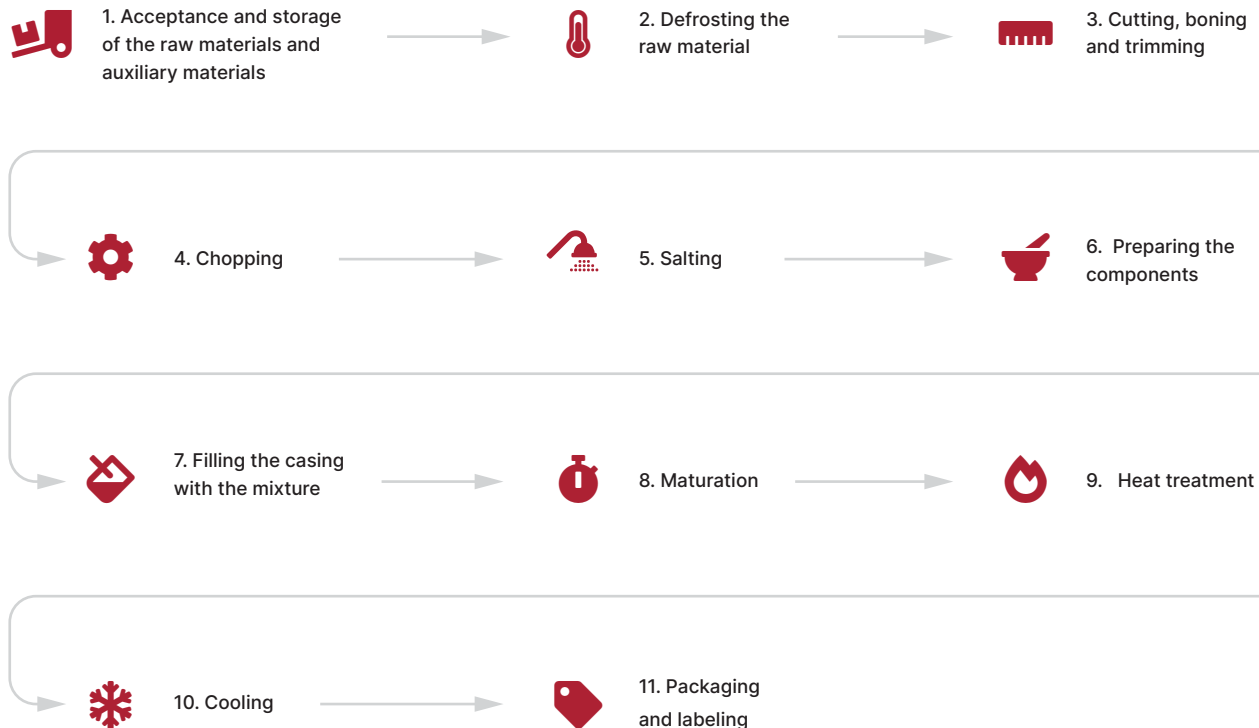 1. Acceptance and storage
of the raw materials and
auxiliary materials
2. Defrosting the
raw material
3. Cutting, boning
and trimming
4. Chopping
5. Salting
6. Preparing the
components
7. Filling the casing
with the mixture
8. Maturation
9. Heat treatment
10. Cooling
11. Packaging
and labeling